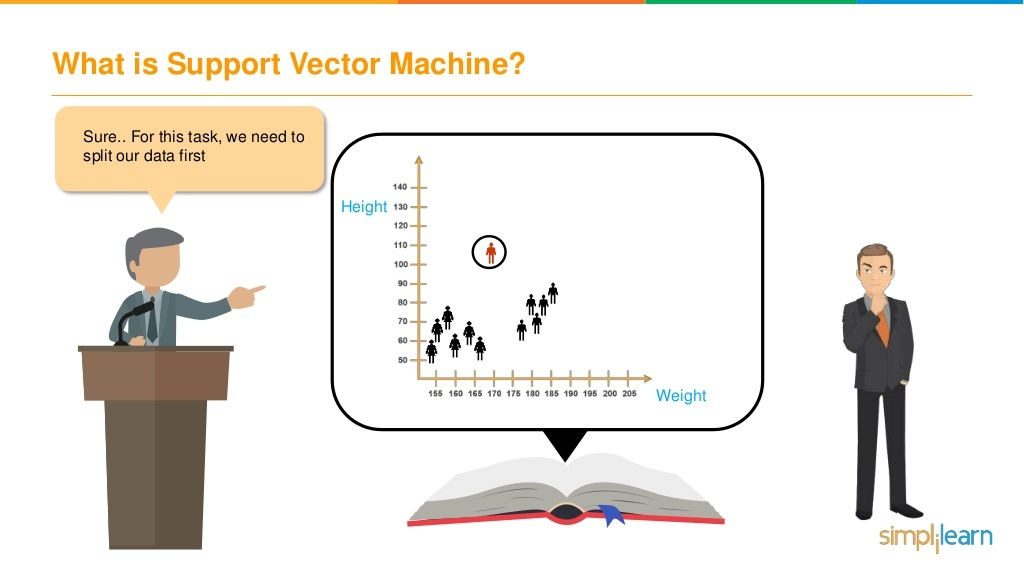 What is Support Vector Machine?
Sure.. For this task, we need to
split our data first
Height
140
130
120
110
100
90
80
70
60
50
155 160 165 170 175 180 185 190 195 200 205
Weight
simplilearn